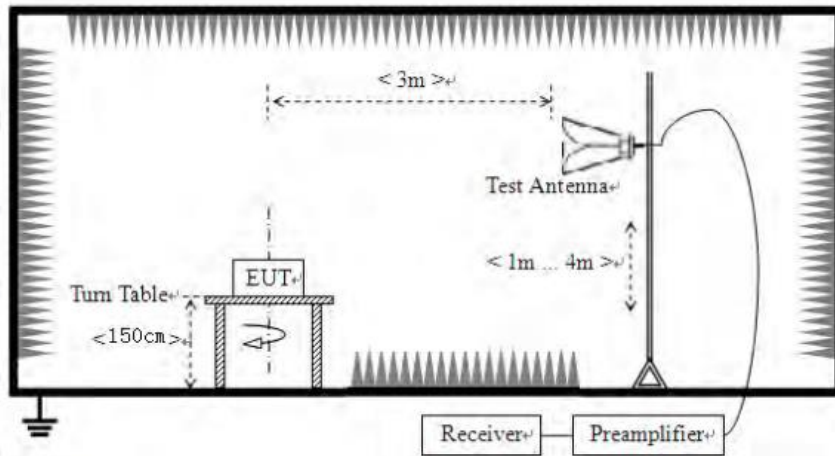 < 3m >
Test Antenna
< 1m ... 4m >
EUT
Turn Table
<150cm>
Receiver
Preamplifier